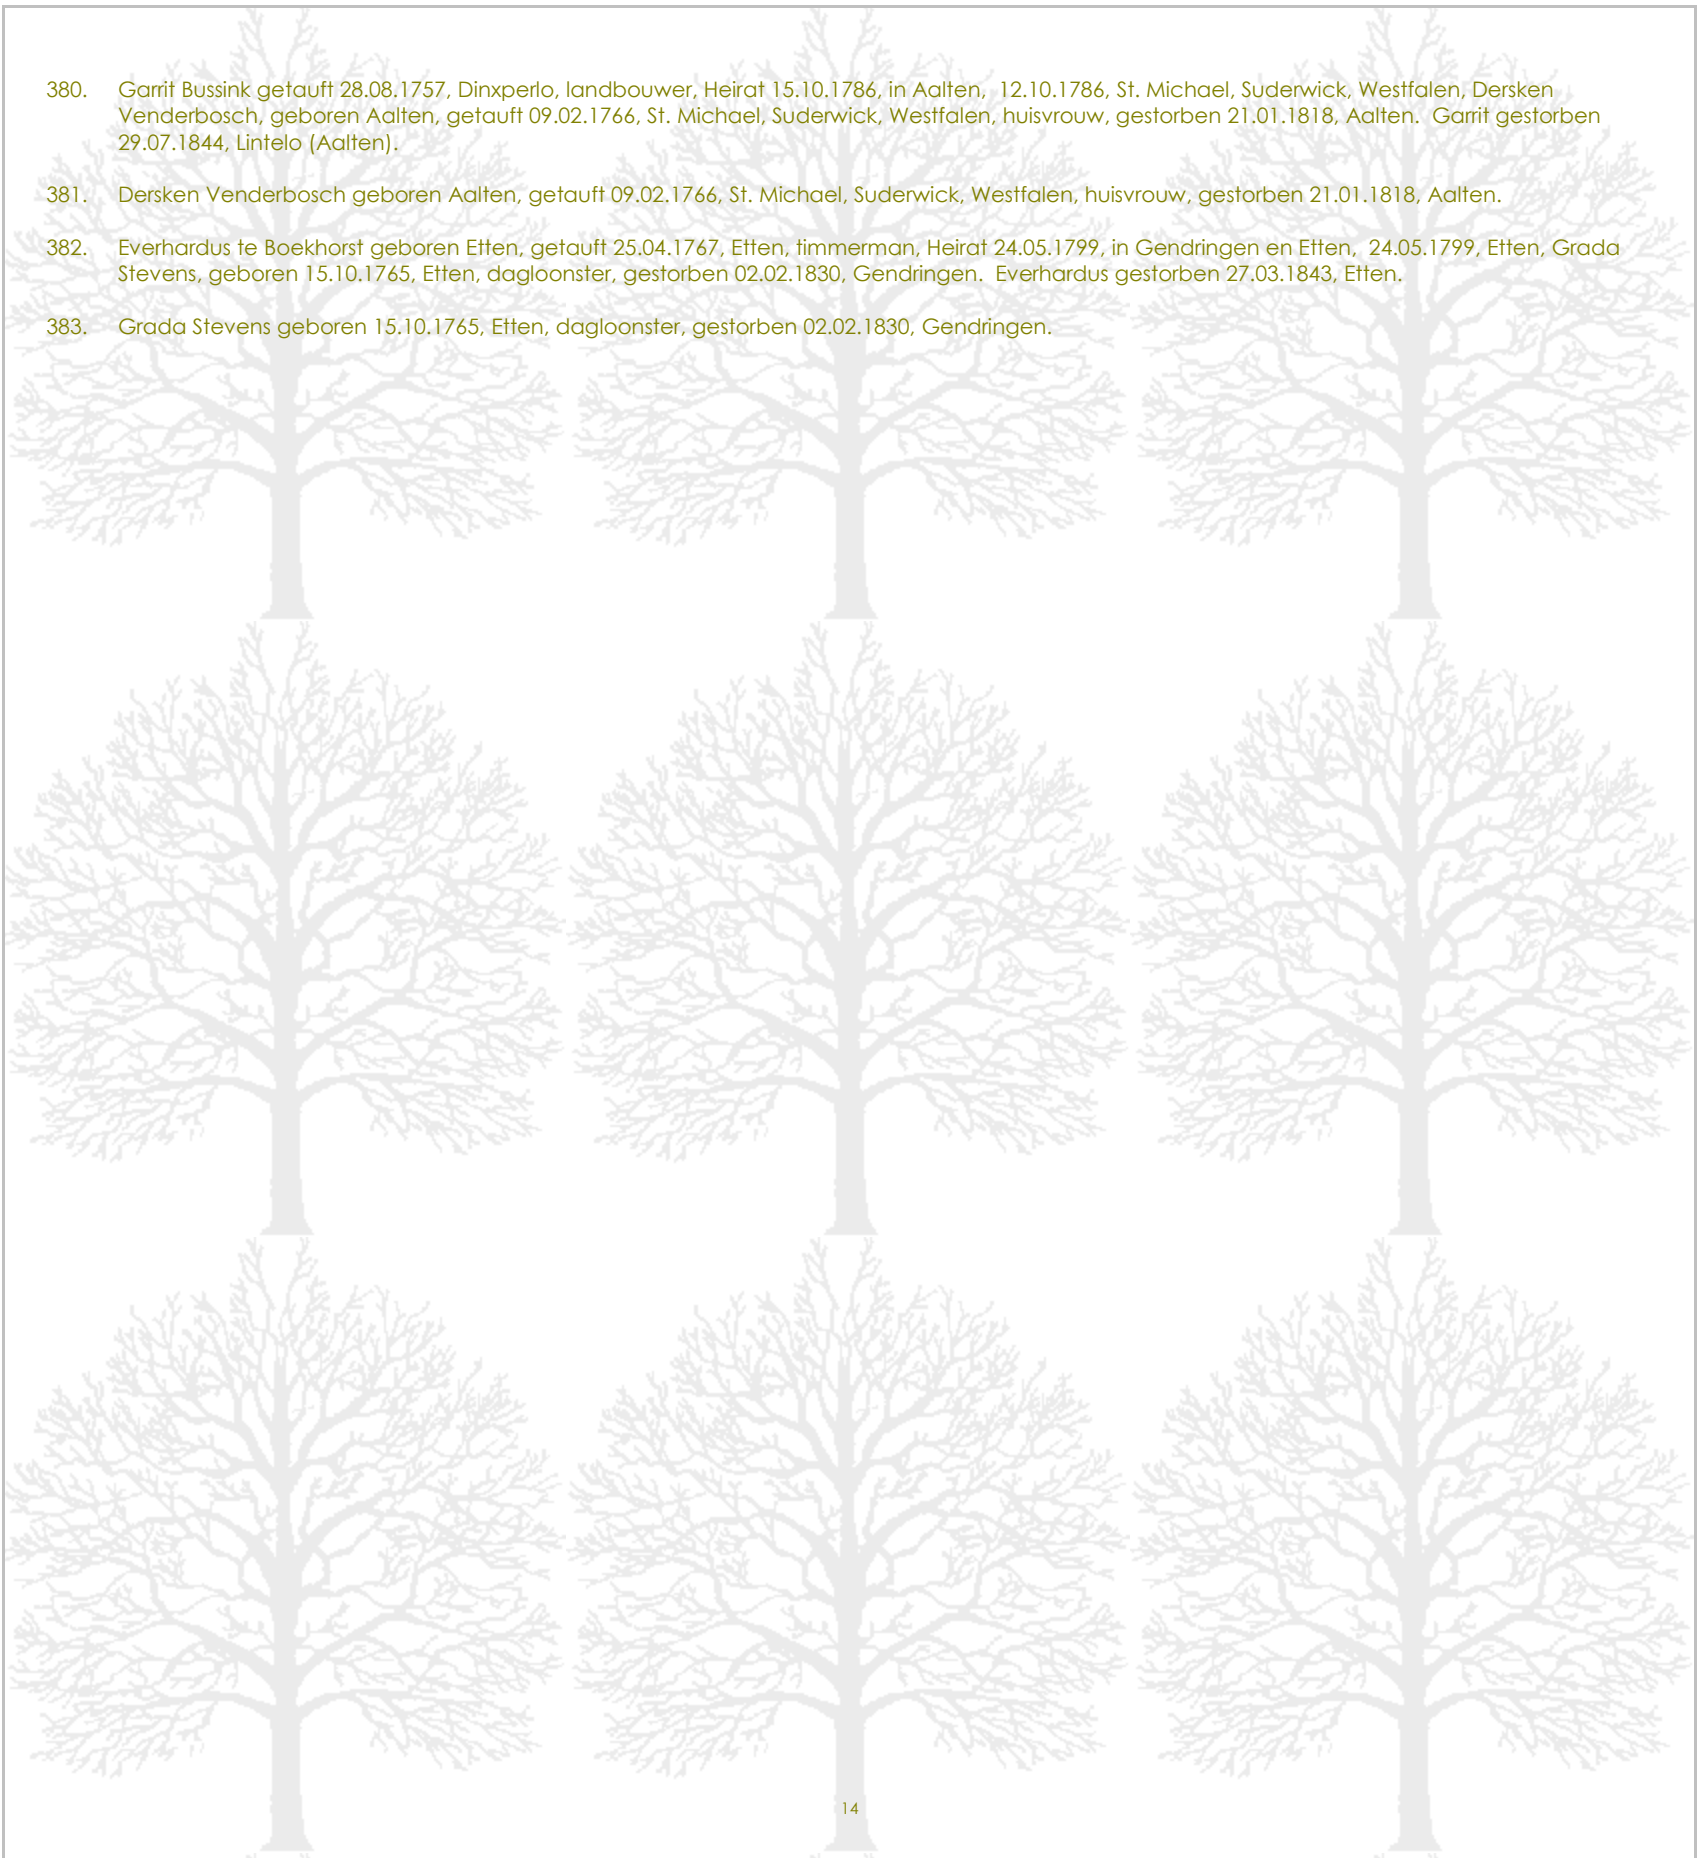 380. Garrit Bussink getauft 28.08.1757, Dinxperlo, landbouwer, Heirat 15.10.1786, in Aalten,  12.10.1786, St. Michael, Suderwick, Westfalen, Dersken
Venderbosch, geboren Aalten, getauft 09.02.1766, St. Michael, Suderwick, Westfalen, huisvrouw, gestorben 21.01.1818, Aalten.  Garrit gestorben
29.07.1844, Lintelo (Aalten).
381. Dersken Venderbosch geboren Aalten, getauft 09.02.1766, St. Michael, Suderwick, Westfalen, huisvrouw, gestorben 21.01.1818, Aalten.
382. Everhardus te Boekhorst geboren Etten, getauft 25.04.1767, Etten, timmerman, Heirat 24.05.1799, in Gendringen en Etten,  24.05.1799, Etten, Grada
Stevens, geboren 15.10.1765, Etten, dagloonster, gestorben 02.02.1830, Gendringen.  Everhardus gestorben 27.03.1843, Etten.
383. Grada Stevens geboren 15.10.1765, Etten, dagloonster, gestorben 02.02.1830, Gendringen.
14